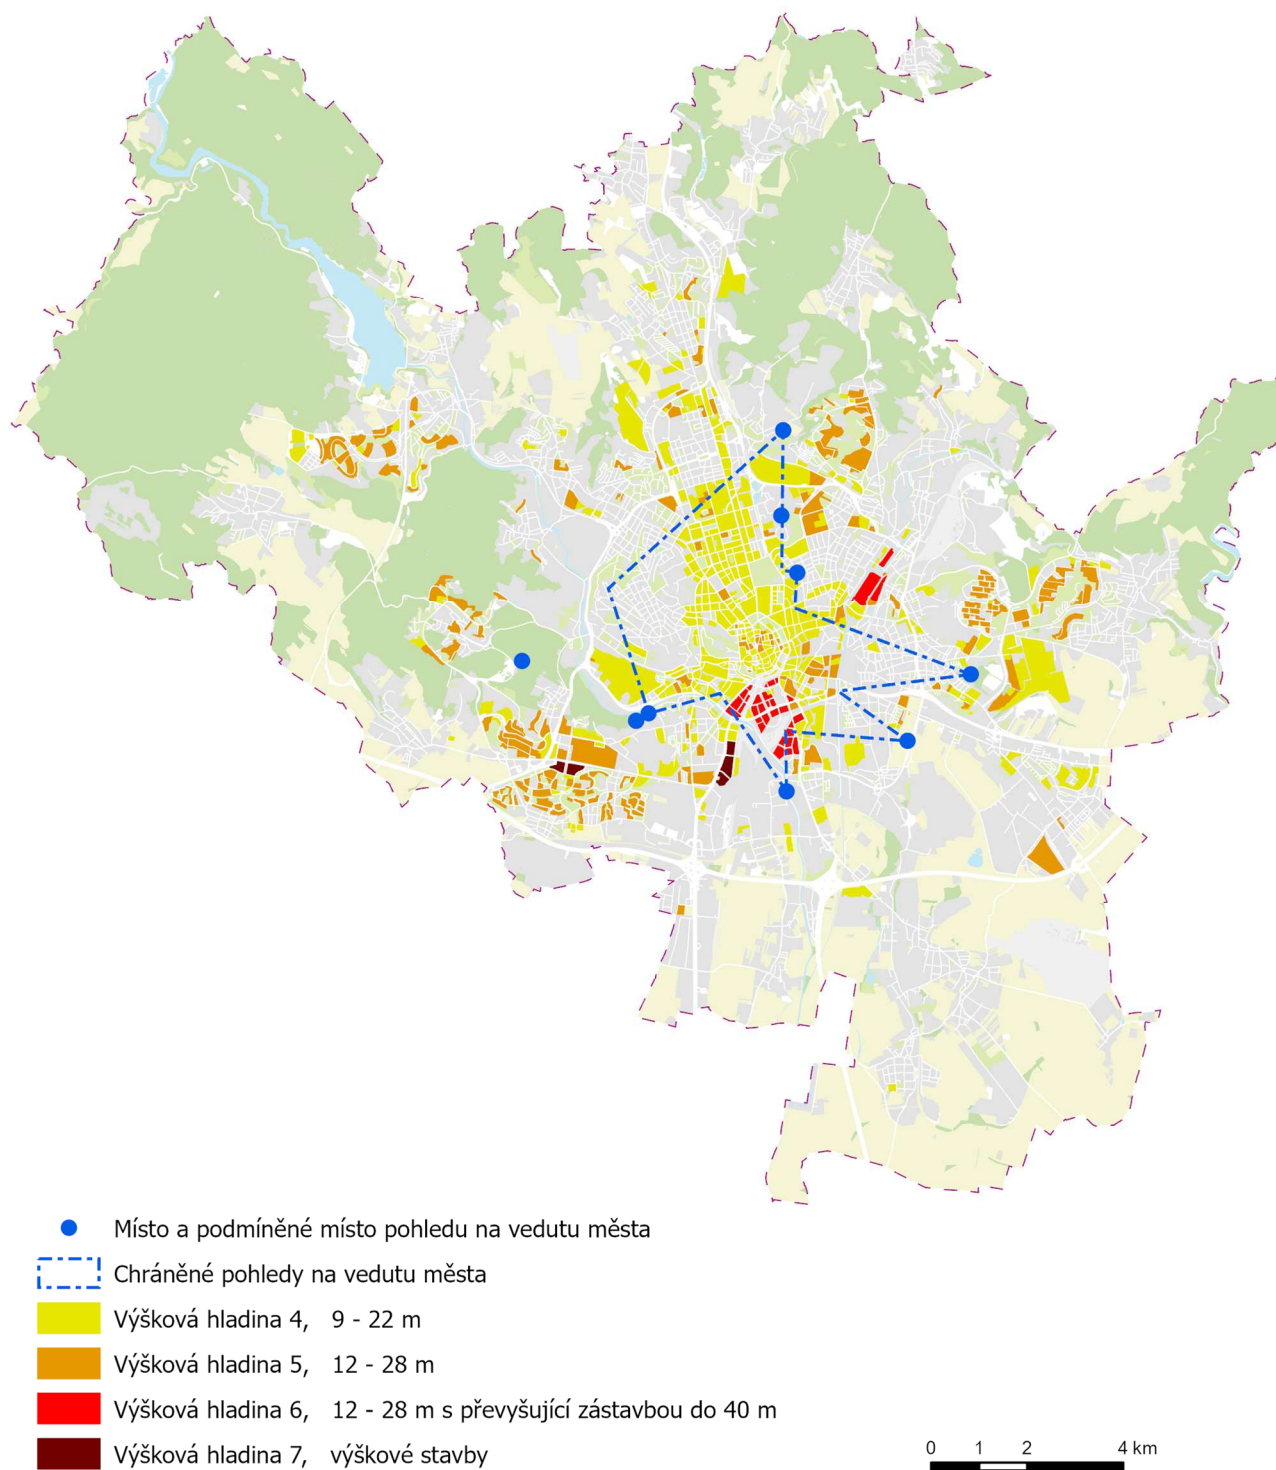 Místo a podmíněné místo pohledu na vedutu města
Chráněné pohledy na vedutu města
Výšková hladina 4, 9 - 22 m
Výšková hladina 5, 12 - 28 m
Výšková hladina 6, 12 - 28 m s převyšující zástavbou do 40 m
Výšková hladina 7, výškové stavby
0 1 2 4 km